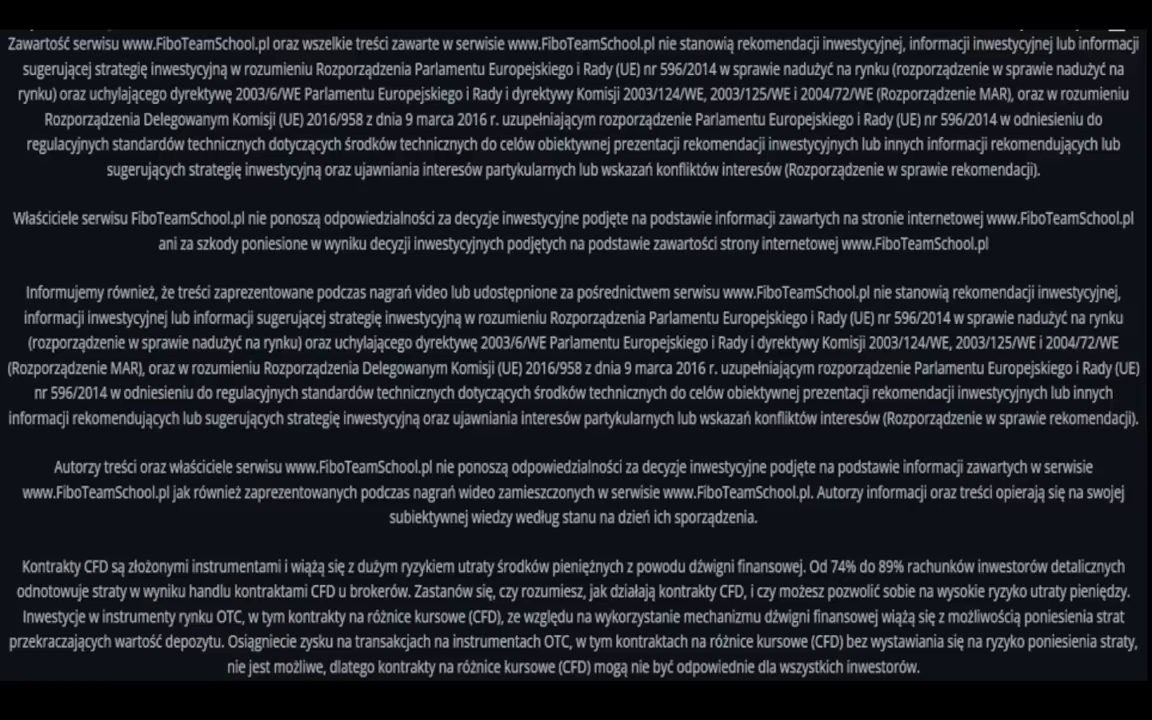 Zawartość serwisu www.FiboTeamSchool.pl oraz wszelkie treści zawarte w serwisie www.FiboTeamSchool.pl nie stanowią rekomendacji inwestycyjnej, informacji inwestycyjnej lub informacji
sugerującej strategię inwestycyjną w rozumieniu Rozporządzenia Parlamentu Europejskiego i Rady (UE) nr 596/2014 w sprawie nadużyć na rynku (rozporządzenie w sprawie nadużyć na
rynku) oraz uchylającego dyrektywę 2003/6/WE Parlamentu Europejskiego i Rady i dyrektywy Komisji 2003/124/WE, 2003/125/WE i 2004/72/WE (Rozporządzenie MAR), oraz w rozumieniu
Rozporządzenia Delegowanym Komisji (UE) 2016/958 z dnia 9 marca 2016 r. uzupełniającym rozporządzenie Parlamentu Europejskiego i Rady (UE) nr 596/2014 w odniesieniu do
regulacyjnych standardów technicznych dotyczących środków technicznych do celów obiektywnej prezentacji rekomendacji inwestycyjnych lub innych informacji rekomendujących lub
sugerujących strategię inwestycyjną oraz ujawniania interesów partykularnych lub wskazań konfliktów interesów (Rozporządzenie w sprawie rekomendacji).
Właściciele serwisu FiboTeamSchool.pl nie ponoszą odpowiedzialności za decyzje inwestycyjne podjęte na podstawie informacji zawartych na stronie internetowej www.FiboTeamSchool.pl
ani za szkody poniesione w wyniku decyzji inwestycyjnych podjętych na podstawie zawartości strony internetowej www.FiboTeamSchool.pl
Informujemy również, że treści zaprezentowane podczas nagrań video lub udostępnione za pośrednictwem serwisu www.FiboTeamSchool.pl nie stanowią rekomendacji inwestycyjnej,
informacji inwestycyjnej lub informacji sugerującej strategię inwestycyjną w rozumieniu Rozporządzenia Parlamentu Europejskiego i Rady (UE) nr 596/2014 w sprawie nadużyć na rynku
(rozporządzenie w sprawie nadużyć na rynku) oraz uchylającego dyrektywę 2003/6/WE Parlamentu Europejskiego i Rady i dyrektywy Komisji 2003/124/WE, 2003/125/WE i 2004/72/WE
(Rozporządzenie MAR), oraz w rozumieniu Rozporządzenia Delegowanym Komisji (UE) 2016/958 z dnia 9 marca 2016 r. uzupełniającym rozporządzenie Parlamentu Europejskiego i Rady (UE)
nr 596/2014 w odniesieniu do regulacyjnych standardów technicznych dotyczących środków technicznych do celów obiektywnej prezentacji rekomendacji inwestycyjnych lub innych
informacji rekomendujących lub sugerujących strategię inwestycyjną oraz ujawniania interesów partykularnych lub wskazań konfliktów interesów (Rozporządzenie w sprawie rekomendacji).
Autorzy treści oraz właściciele serwisu www.FiboTeamSchool.pl nie ponoszą odpowiedzialności za decyzje inwestycyjne podjęte na podstawie informacji zawartych w serwisie
www.FiboTeamSchool.pl jak również zaprezentowanych podczas nagrań wideo zamieszczonych w serwisie www.FiboTeamSchool.pl. Autorzy informacji oraz treści opierają się na swojej
subiektywnej wiedzy według stanu na dzień ich sporządzenia.
Kontrakty CFD są złożonymi instrumentami i wiążą się z dużym ryzykiem utraty środków pieniężnych z powodu dźwigni finansowej. Od 74% do 89% rachunków inwestorów detalicznych
odnotowuje straty w wyniku handlu kontraktami CFD u brokerów. Zastanów się, czy rozumiesz, jak działają kontrakty CFD, i czy możesz pozwolić sobie na wysokie ryzyko utraty pieniędzy.
Inwestycje w instrumenty rynku OTC, w tym kontrakty na różnice kursowe (CFD), ze względu na wykorzystanie mechanizmu dźwigni finansowej wiążą się z możliwością poniesienia strat
przekraczających wartość depozytu. Osiągniecie zysku na transakcjach na instrumentach OTC, w tym kontraktach na różnice kursowe (CFD) bez wystawiania się na ryzyko poniesienia straty,
nie jest możliwe, dlatego kontrakty na różnice kursowe (CFD) mogą nie być odpowiednie dla wszystkich inwestorów.